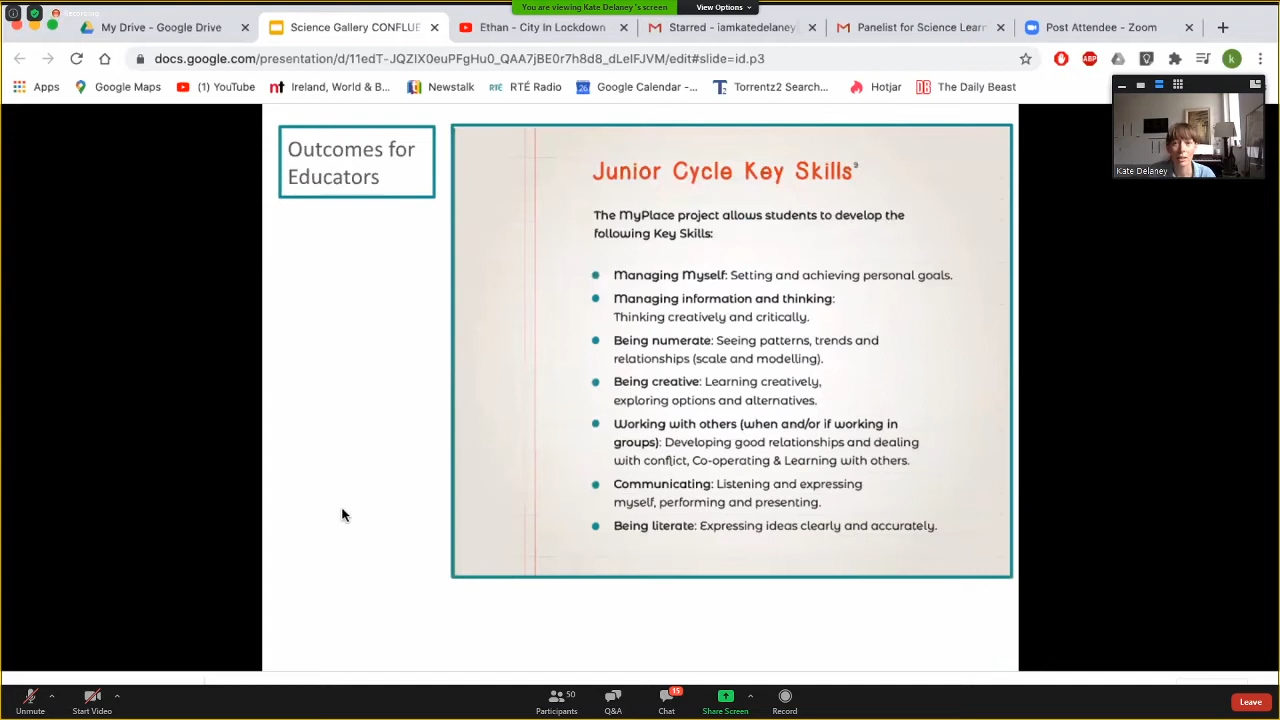 Recording
You are viewing Kate Delaney 's screen
View Options
My Drive - Google Drive
Science Gallery CONFLUE
Ethan - City In Lockdown
Starred - iamkatedelaney
Panelist for Science Learn
Post Attendee - Zoom
docs.google.com/presentation/d/11edT-JQZIX0euPFgHu0_QAA7jBE0r7h8d8_dLeIFJVM/edit#slide=id.p3
ABP
k
Apps
Google Maps
(1) YouTube
Ireland, World & B...
Newstalk
RTÉ Radio
Google Calendar -...
Torrentz2 Search...
Hotjar
The Daily Beast
Kate Delaney
Outcomes for
Educators
Junior Cycle Key Skills⁹
The MyPlace project allows students to develop the
following Key Skills:
Managing Myself: Setting and achieving personal goals.
Managing information and thinking:
Thinking creatively and critically.
Being numerate: Seeing patterns, trends and
relationships (scale and modelling).
Being creative: Learning creatively,
exploring options and alternatives.
Working with others (when and/or if working in
groups): Developing good relationships and dealing
with conflict, Co-operating & Learning with others.
Communicating: Listening and expressing
myself, performing and presenting.
Being literate: Expressing ideas clearly and accurately.
Unmute
Start Video
50
Participants
Q&A
15
Chat
Share Screen
Record
Leave